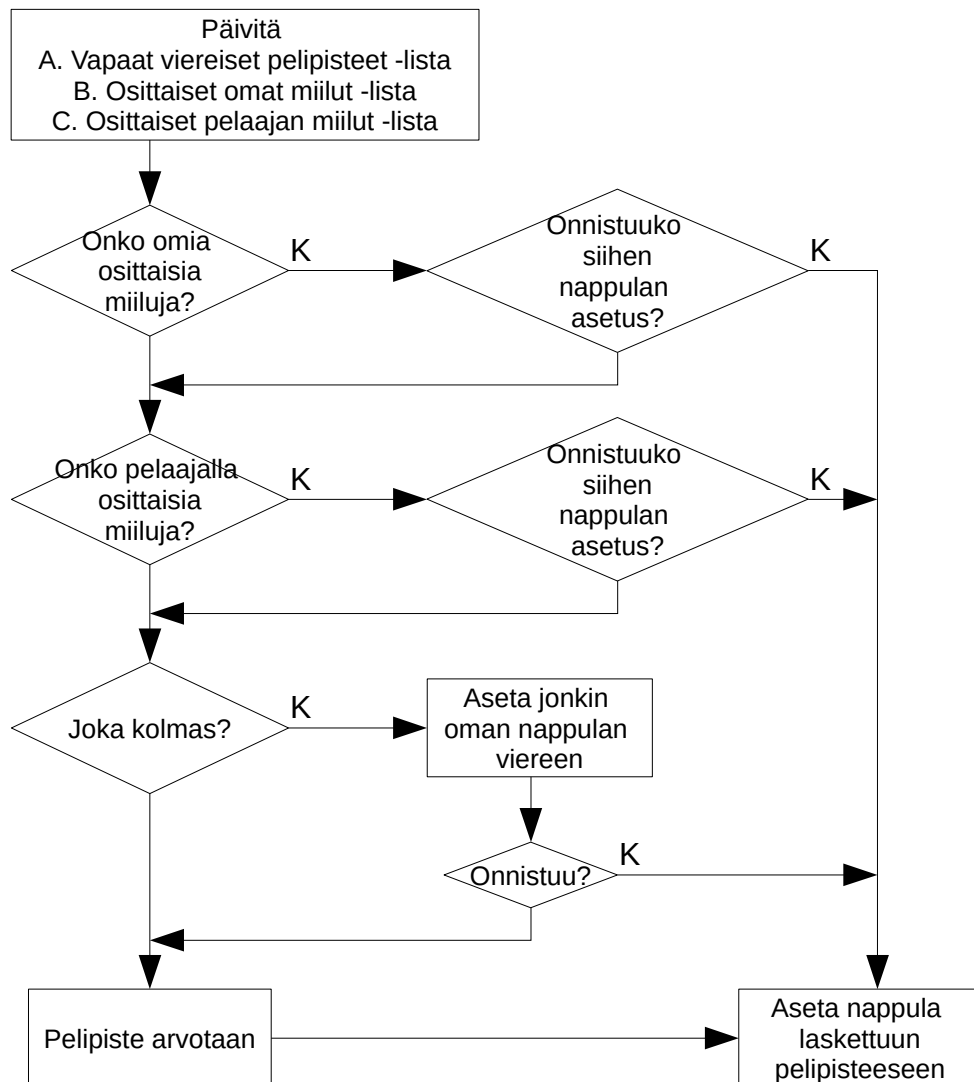 Päivitä
A. Vapaat viereiset pelipisteet -lista
B. Osittaiset omat miilut -lista
C. Osittaiset pelaajan miilut -lista
Onko omia
osittaisia
miiluja?
K
Onnistuuko
siihen
nappulan
asetus?
K
Onko pelaajalla
osittaisia
miiluja?
K
Onnistuuko
siihen
nappulan
asetus?
K
Joka kolmas?
K
Aseta jonkin
oman nappulan
viereen
Onnistuu?
K
Pelipiste arvotaan
Aseta nappula
laskettuun
pelipisteeseen